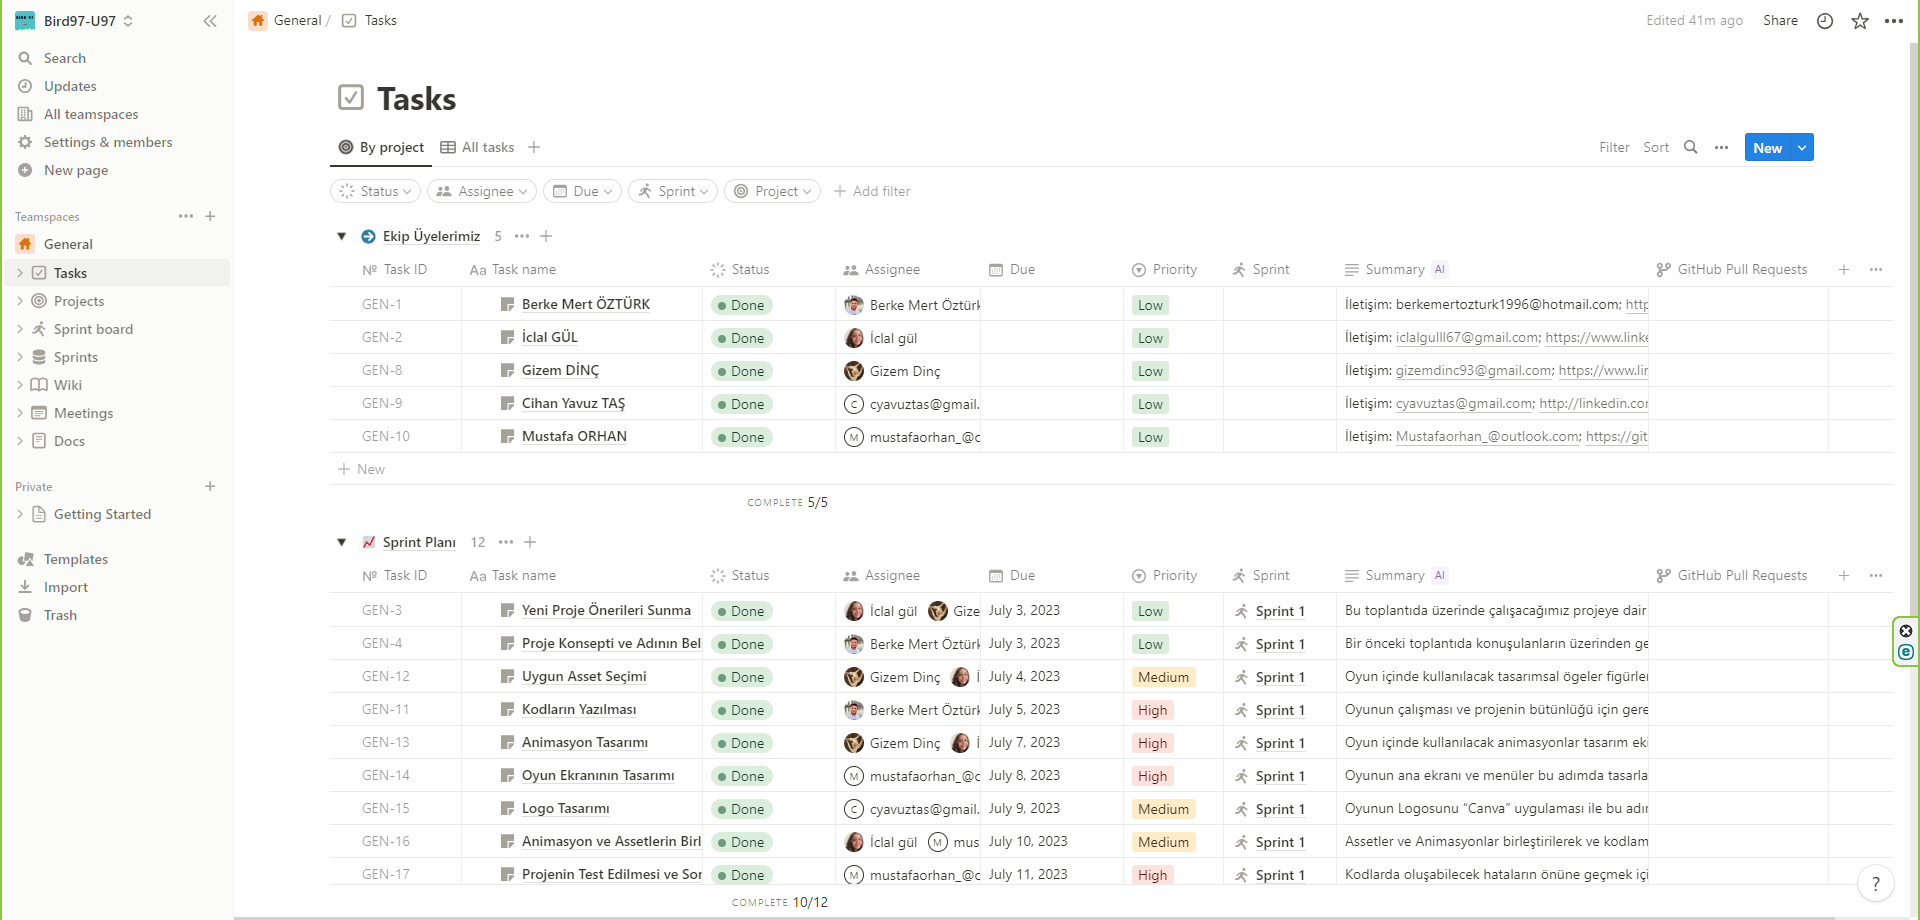 Bird97-U97
General / Tasks
Edited 41m ago Share
Search
Updates
All teamspaces
Settings & members
New page
Teamspaces
General
Tasks
Projects
Sprint board
Sprints
Wiki
Meetings
Docs
Private
Getting Started
Templates
Import
Trash
Tasks
By project All tasks
Filter Sort New
Status Assignee Due Sprint Project Add filter
Ekip Üyelerimiz 5
Nº Task ID Aa Task name Status Assignee Due Priority Sprint Summary AI GitHub Pull Requests
GEN-1 Berke Mert ÖZTÜRK Done Berke Mert Öztürk Low İletişim: berkemertozturk1996@hotmail.com; http
GEN-2 İclal GÜL Done İclal gül Low İletişim: iclalgulll67@gmail.com; https://www.linke
GEN-8 Gizem DİNÇ Done Gizem Dinç Low İletişim: gizemdinc93@gmail.com; https://www.lin
GEN-9 Cihan Yavuz TAŞ Done C cyavuztas@gmail. Low İletişim: cyavuztas@gmail.com; http://linkedin.cor
GEN-10 Mustafa ORHAN Done M mustafaorhan_@o Low İletişim: Mustafaorhan_@outlook.com; https://git
New
COMPLETE 5/5
Sprint Planı 12
Nº Task ID Aa Task name Status Assignee Due Priority Sprint Summary AI GitHub Pull Requests
GEN-3 Yeni Proje Önerileri Sunma Done İclal gül Gize July 3, 2023 Low Sprint 1 Bu toplantıda üzerinde çalışacağımız projeye dair
GEN-4 Proje Konsepti ve Adının Bel Done Berke Mert Öztürk July 3, 2023 Low Sprint 1 Bir önceki toplantıda konuşulanların üzerinden ge
GEN-12 Uygun Asset Seçimi Done Gizem Dinç İ July 4, 2023 Medium Sprint 1 Oyun içinde kullanılacak tasarımsal ögeler figürler
GEN-11 Kodların Yazılması Done Berke Mert Öztürk July 5, 2023 High Sprint 1 Oyunun çalışması ve projenin bütünlüğü için gere
GEN-13 Animasyon Tasarımı Done Gizem Dinç İ July 7, 2023 High Sprint 1 Oyun içinde kullanılacak animasyonlar tasarım eki
GEN-14 Oyun Ekranının Tasarımı Done M mustafaorhan_@o July 8, 2023 High Sprint 1 Oyunun ana ekranı ve menüler bu adımda tasarla
GEN-15 Logo Tasarımı Done C cyavuztas@gmail. July 9, 2023 Medium Sprint 1 Oyunun Logosunu “Canva” uygulaması ile bu adır
GEN-16 Animasyon ve Assetlerin Birl Done İclal gül M mus July 10, 2023 Medium Sprint 1 Assetler ve Animasyonlar birleştirilerek ve kodlam
GEN-17 Projenin Test Edilmesi ve Sor Done M mustafaorhan_@o July 11, 2023 High Sprint 1 Kodlarda oluşabilecek hataların önüne geçmek içi
COMPLETE 10/12
?